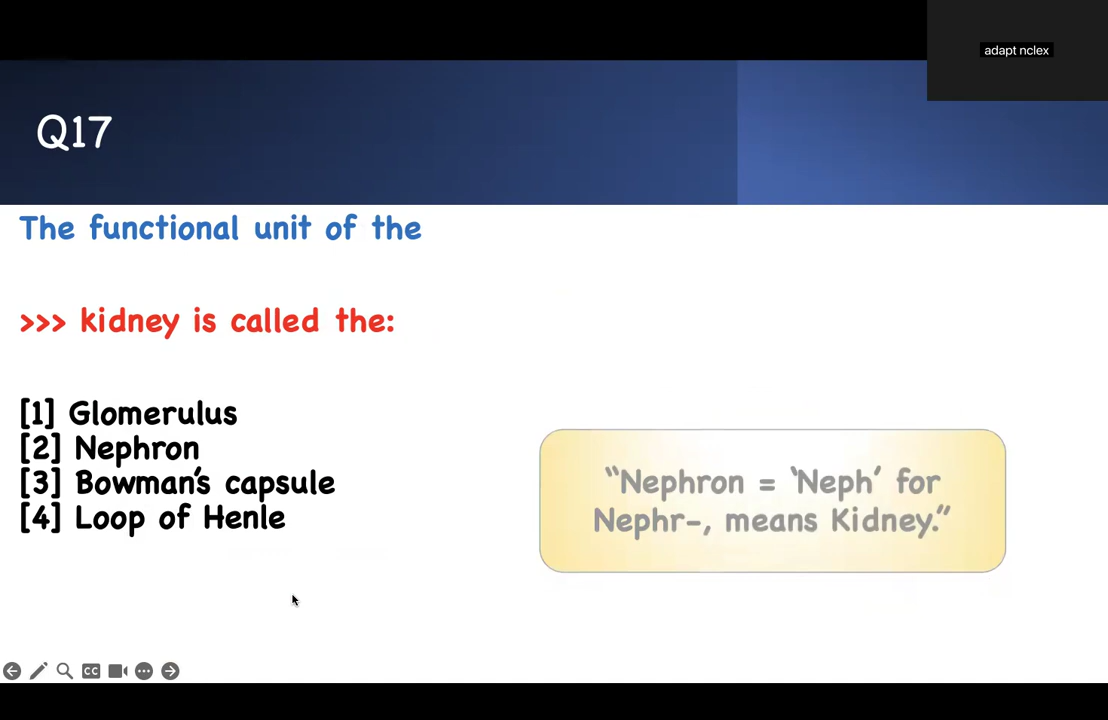 adapt nclex
Q17
The functional unit of the
>>> kidney is called the:
[1] Glomerulus
[2] Nephron
[3] Bowman's capsule
[4] Loop of Henle
“Nephron = ‘Neph’ for
Nephr-, means Kidney.”
CC